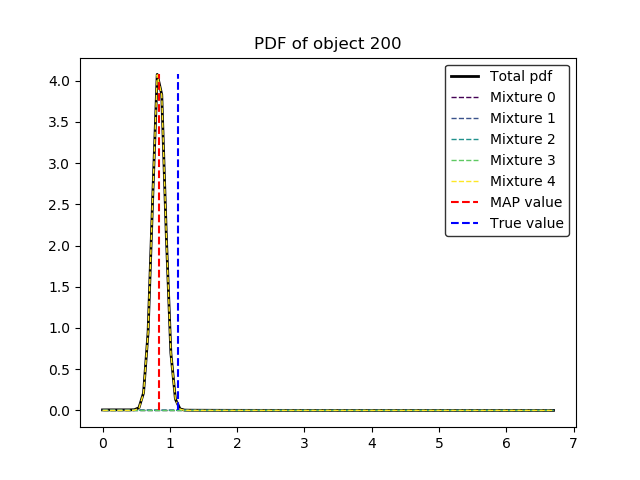 PDF of object 200
4.0
3.5
3.0
2.5
2.0
1.5
1.0
0.5
0.0
0 1 2 3 4 5 6 7
Total pdf
Mixture 0
Mixture 1
Mixture 2
Mixture 3
Mixture 4
MAP value
True value